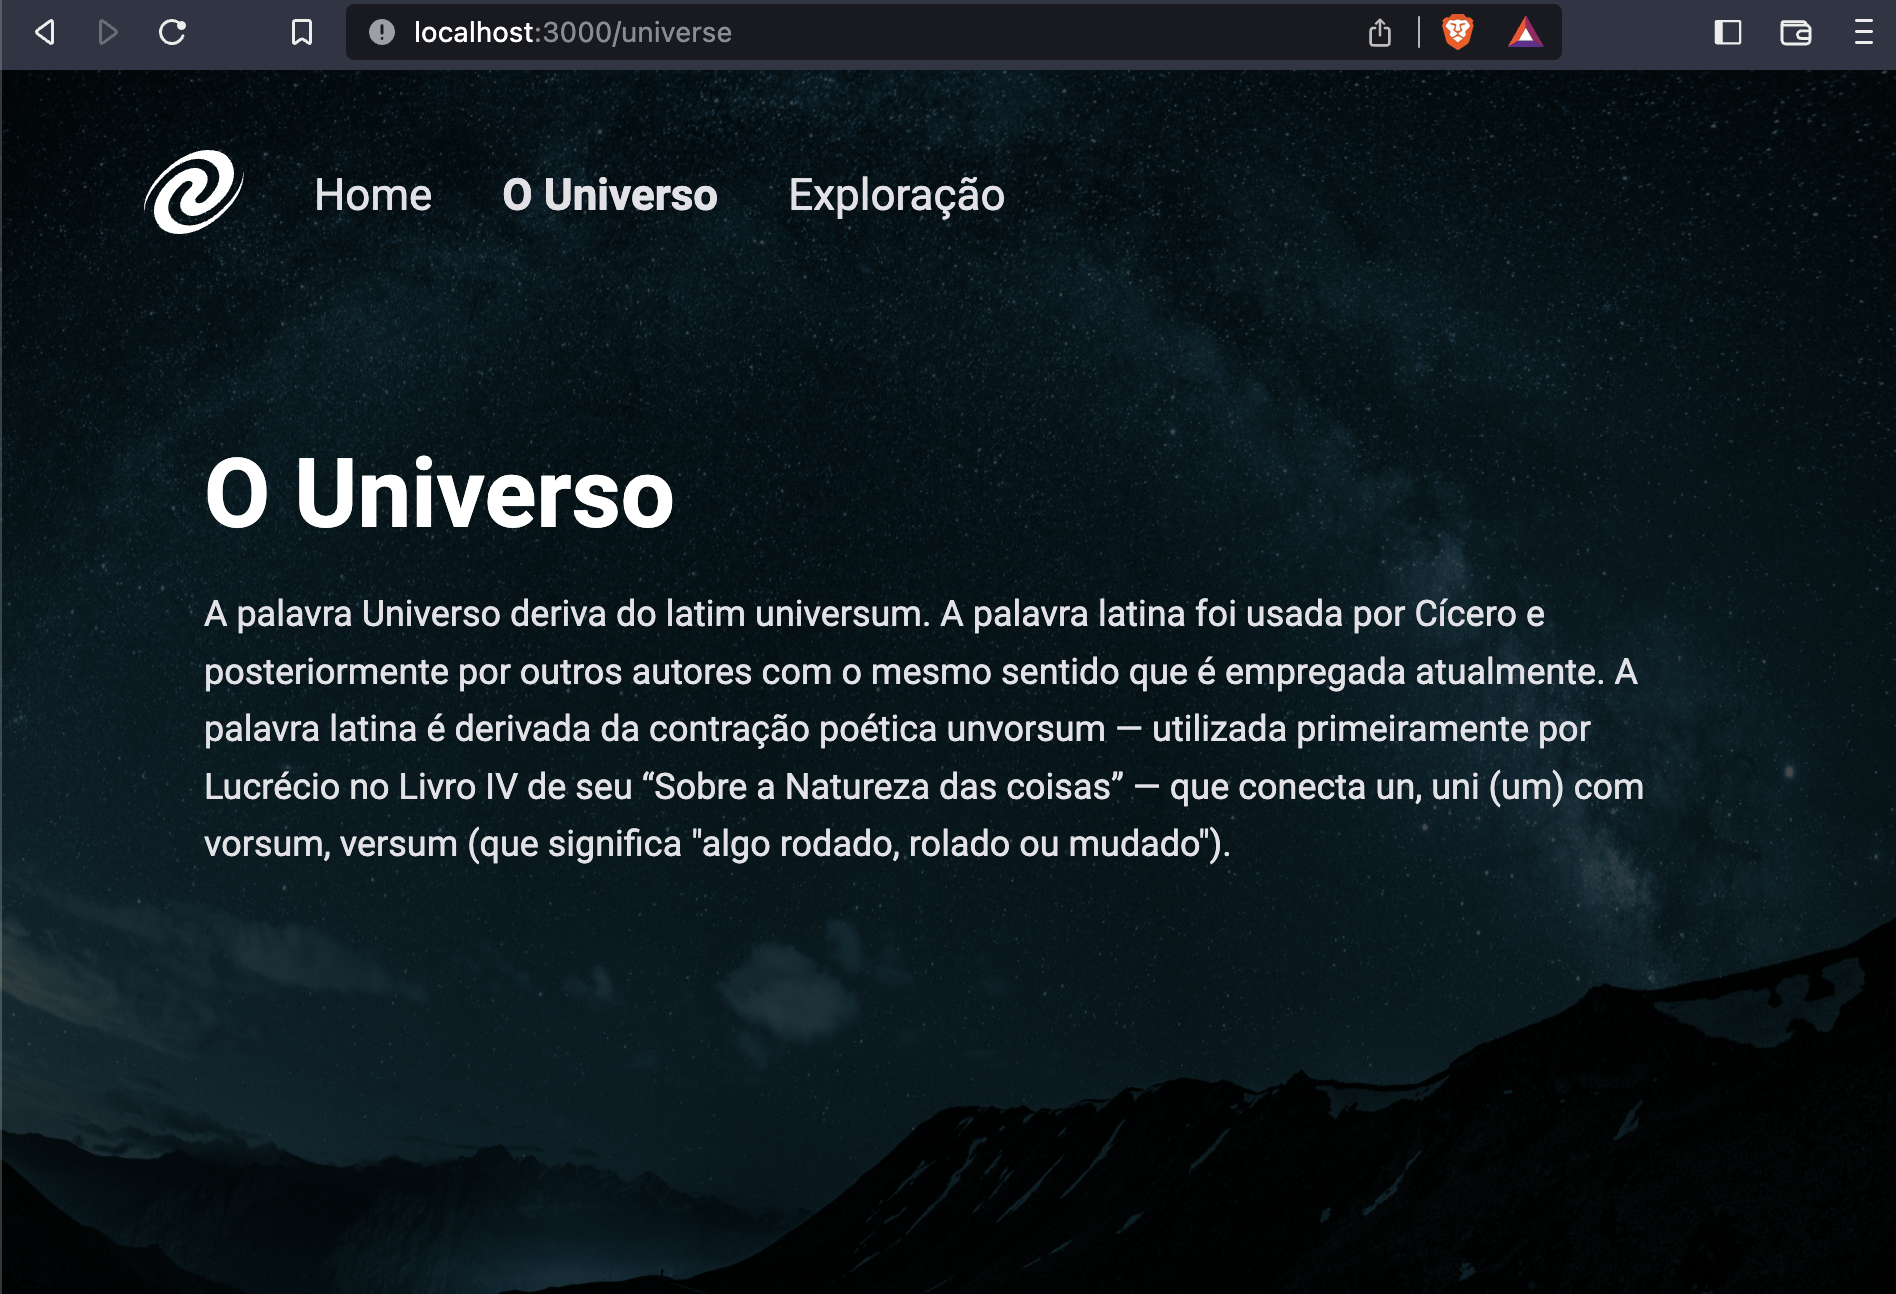 localhost:3000/universe
Home O Universo Exploração
O Universo
A palavra Universo deriva do latim universum. A palavra latina foi usada por Cícero e
posteriormente por outros autores com o mesmo sentido que é empregada atualmente. A
palavra latina é derivada da contração poética unvorsum — utilizada primeiramente por
Lucrécio no Livro IV de seu “Sobre a Natureza das coisas” — que conecta un, uni (um) com
vorsum, versum (que significa "algo rodado, rolado ou mudado").